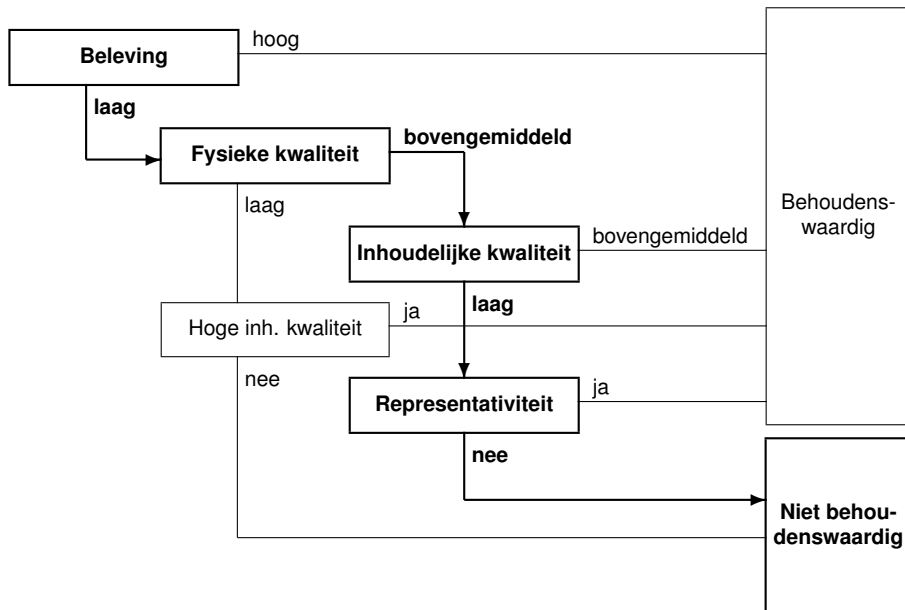 hoog
Beleving
laag
bovengemiddeld
Fysieke kwaliteit
laag
Behoudens-
waardig
bovengemiddeld
Inhoudelijke kwaliteit
laag
ja
Hoge inh. kwaliteit
nee
ja
Representativiteit
nee
Niet behou-
denswaardig